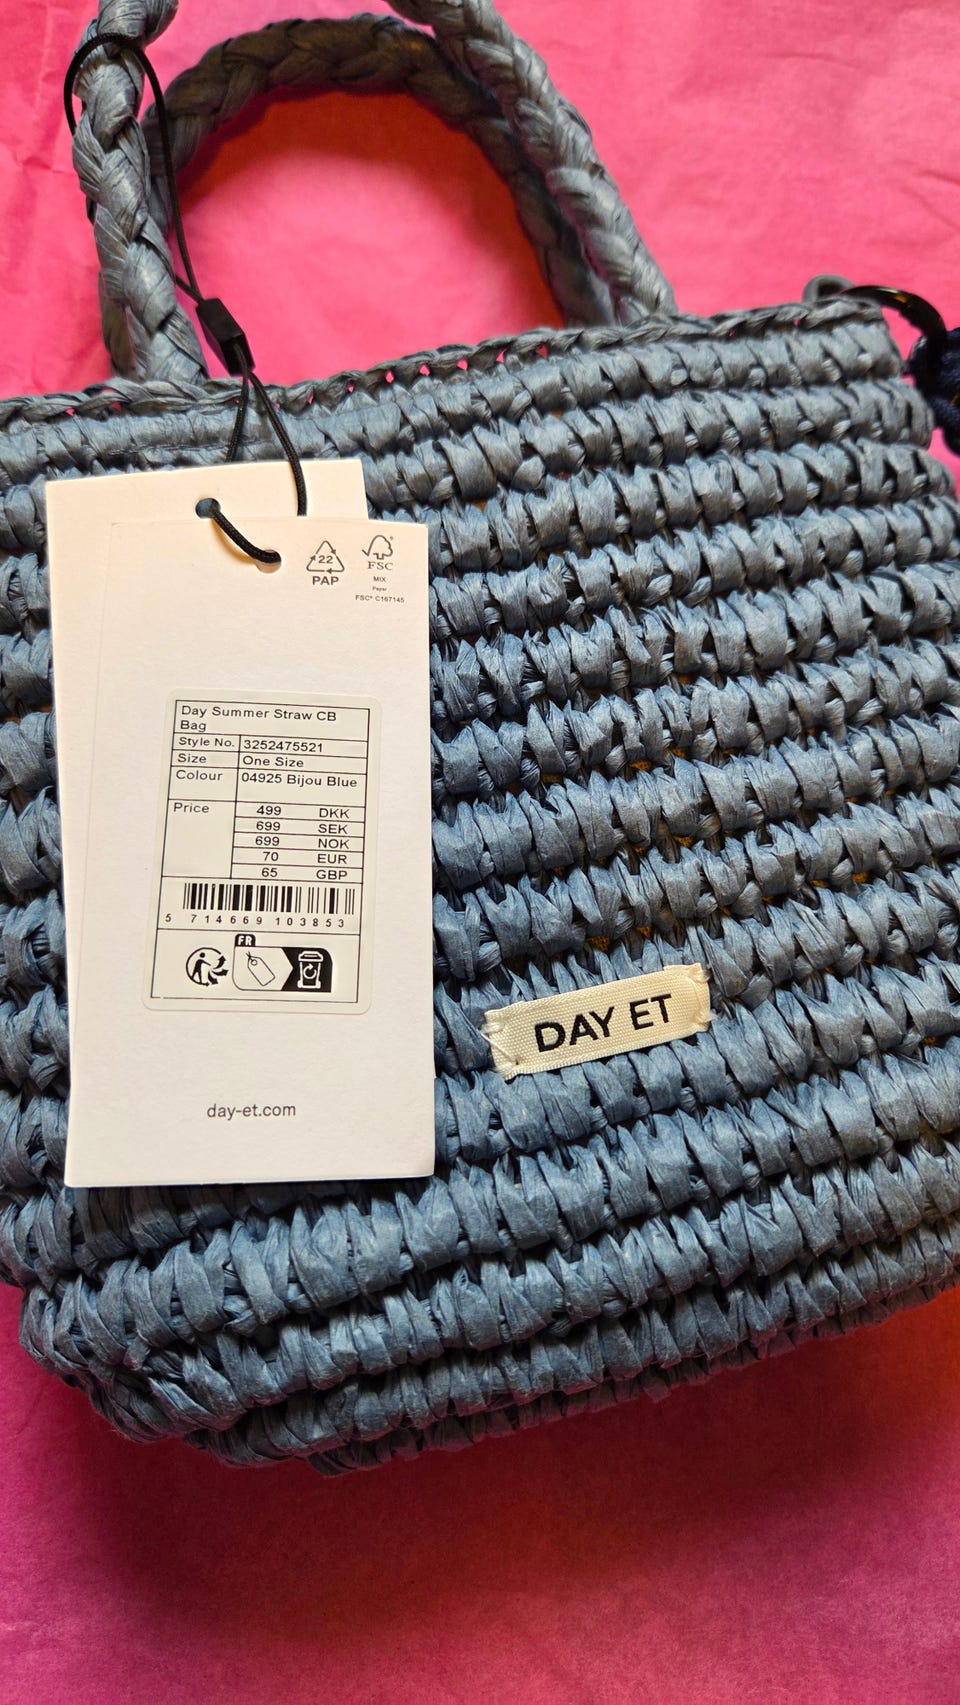 22
PAP
FSC
MIX
Paper
FSC® C167145
Day Summer Straw CB
Bag
Style No. 3252475521
Size One Size
Colour 04925 Bijou Blue
Price 499 DKK
699 SEK
699 NOK
70 EUR
65 GBP
5 714669 103853
FR
day-et.com
DAY ET